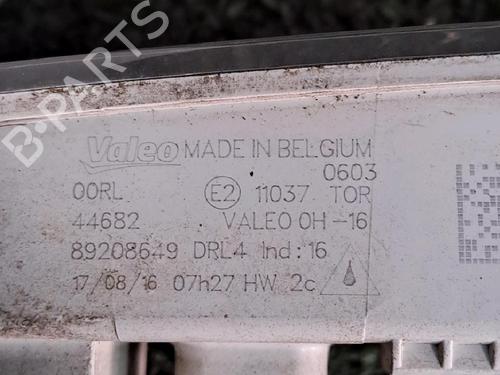 B-PARTS
Valeo MADE IN BELGIUM
0603
00RL E2 11037 TOR
44682 VALEO OH-16
89208649 DRL4 Ind:16
17/08/16 07h27 HW 2c